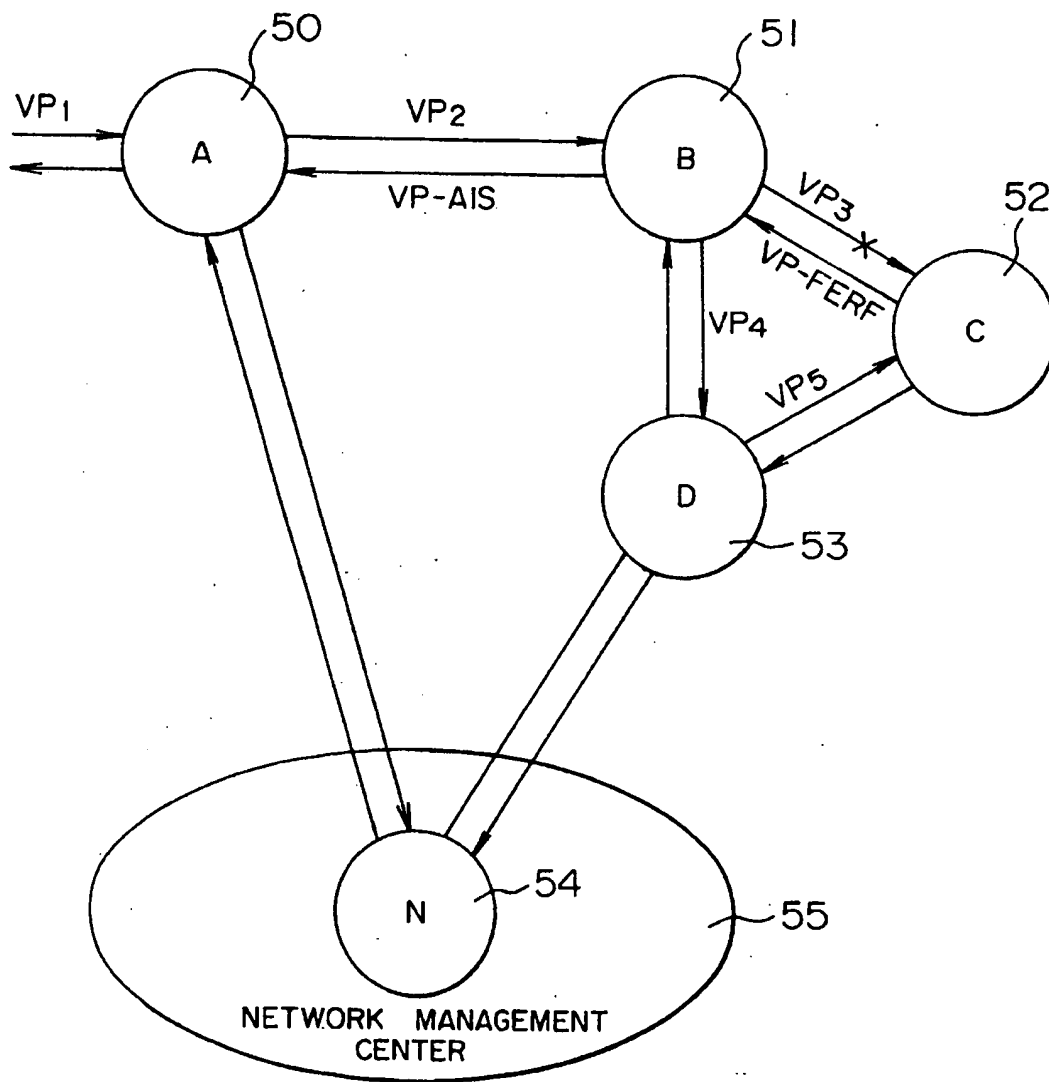 50
51
VP1
VP2
A
B
VP-AIS
VP3
52
VP-FERF
C
VP4
VP5
D
53
54
N
55
NETWORK MANAGEMENT
CENTER